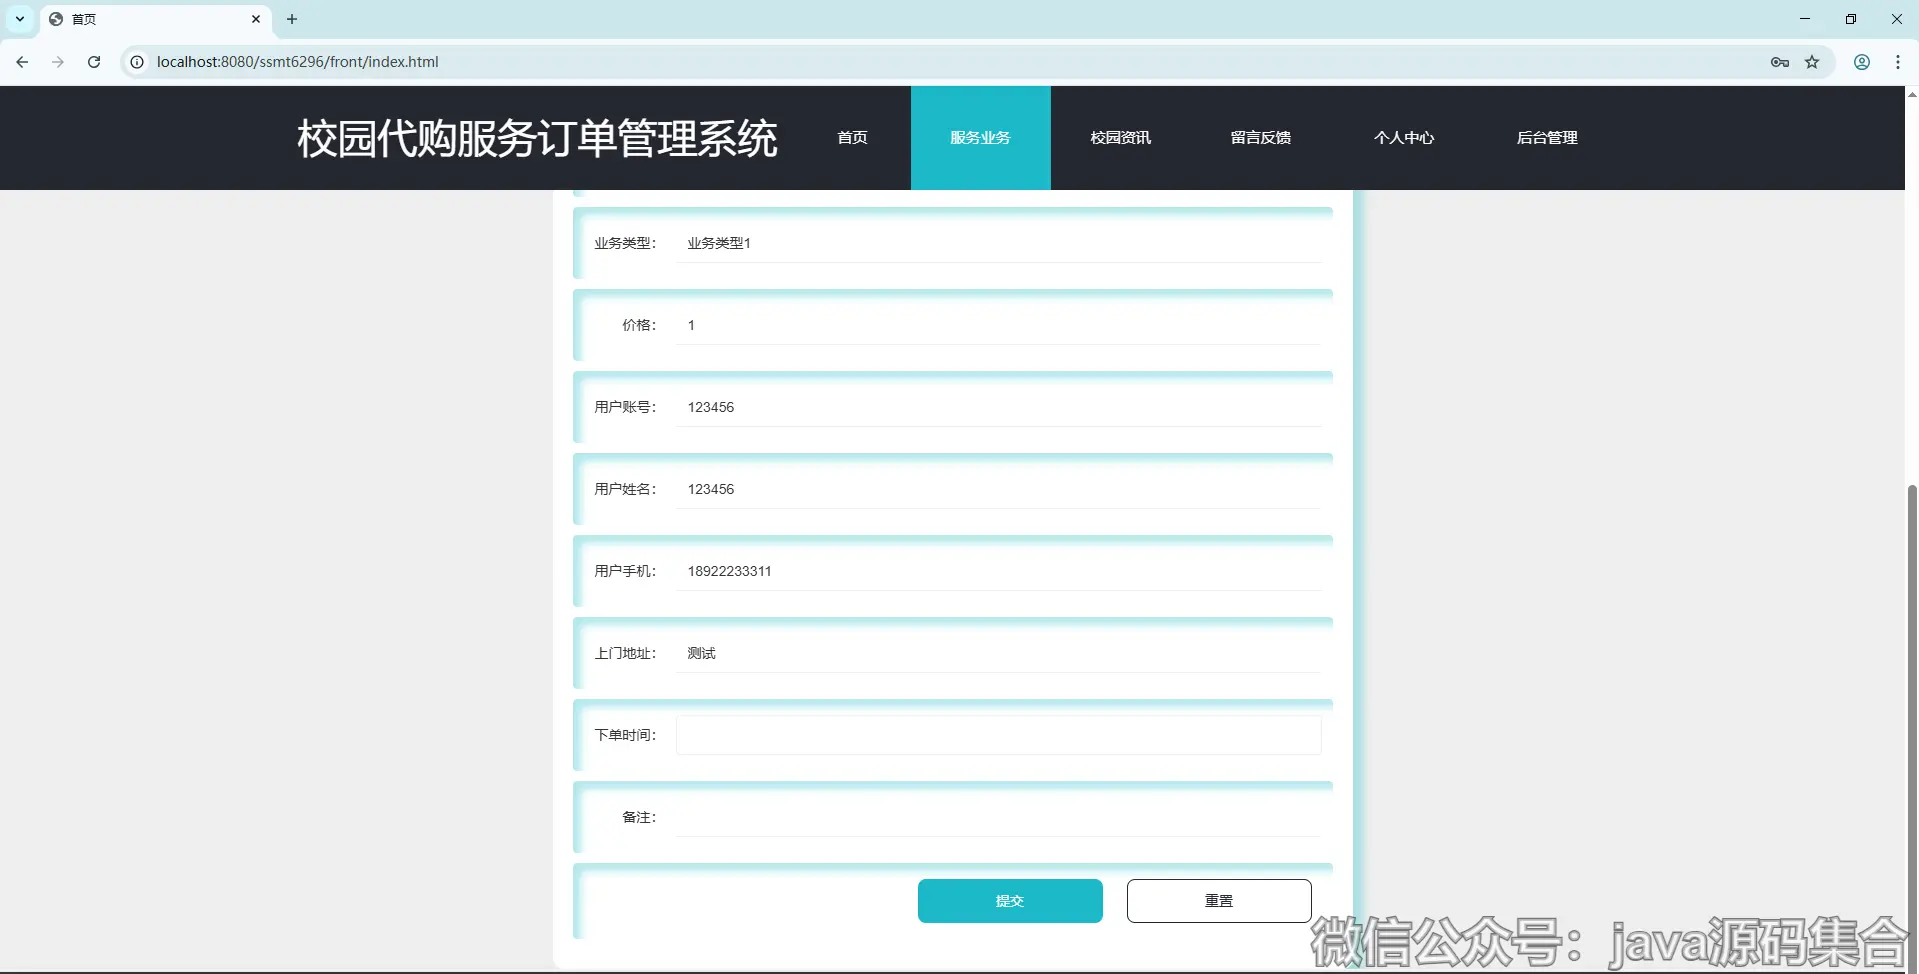 首页
localhost:8080/ssmt6296/front/index.html
校园代购服务订单管理系统
首页
服务业务
校园资讯
留言反馈
个人中心
后台管理
业务类型: 业务类型1
价格: 1
用户账号: 123456
用户姓名: 123456
用户手机: 18922233311
上门地址: 测试
下单时间:
备注:
提交
重置
微信公众号：java源码集合